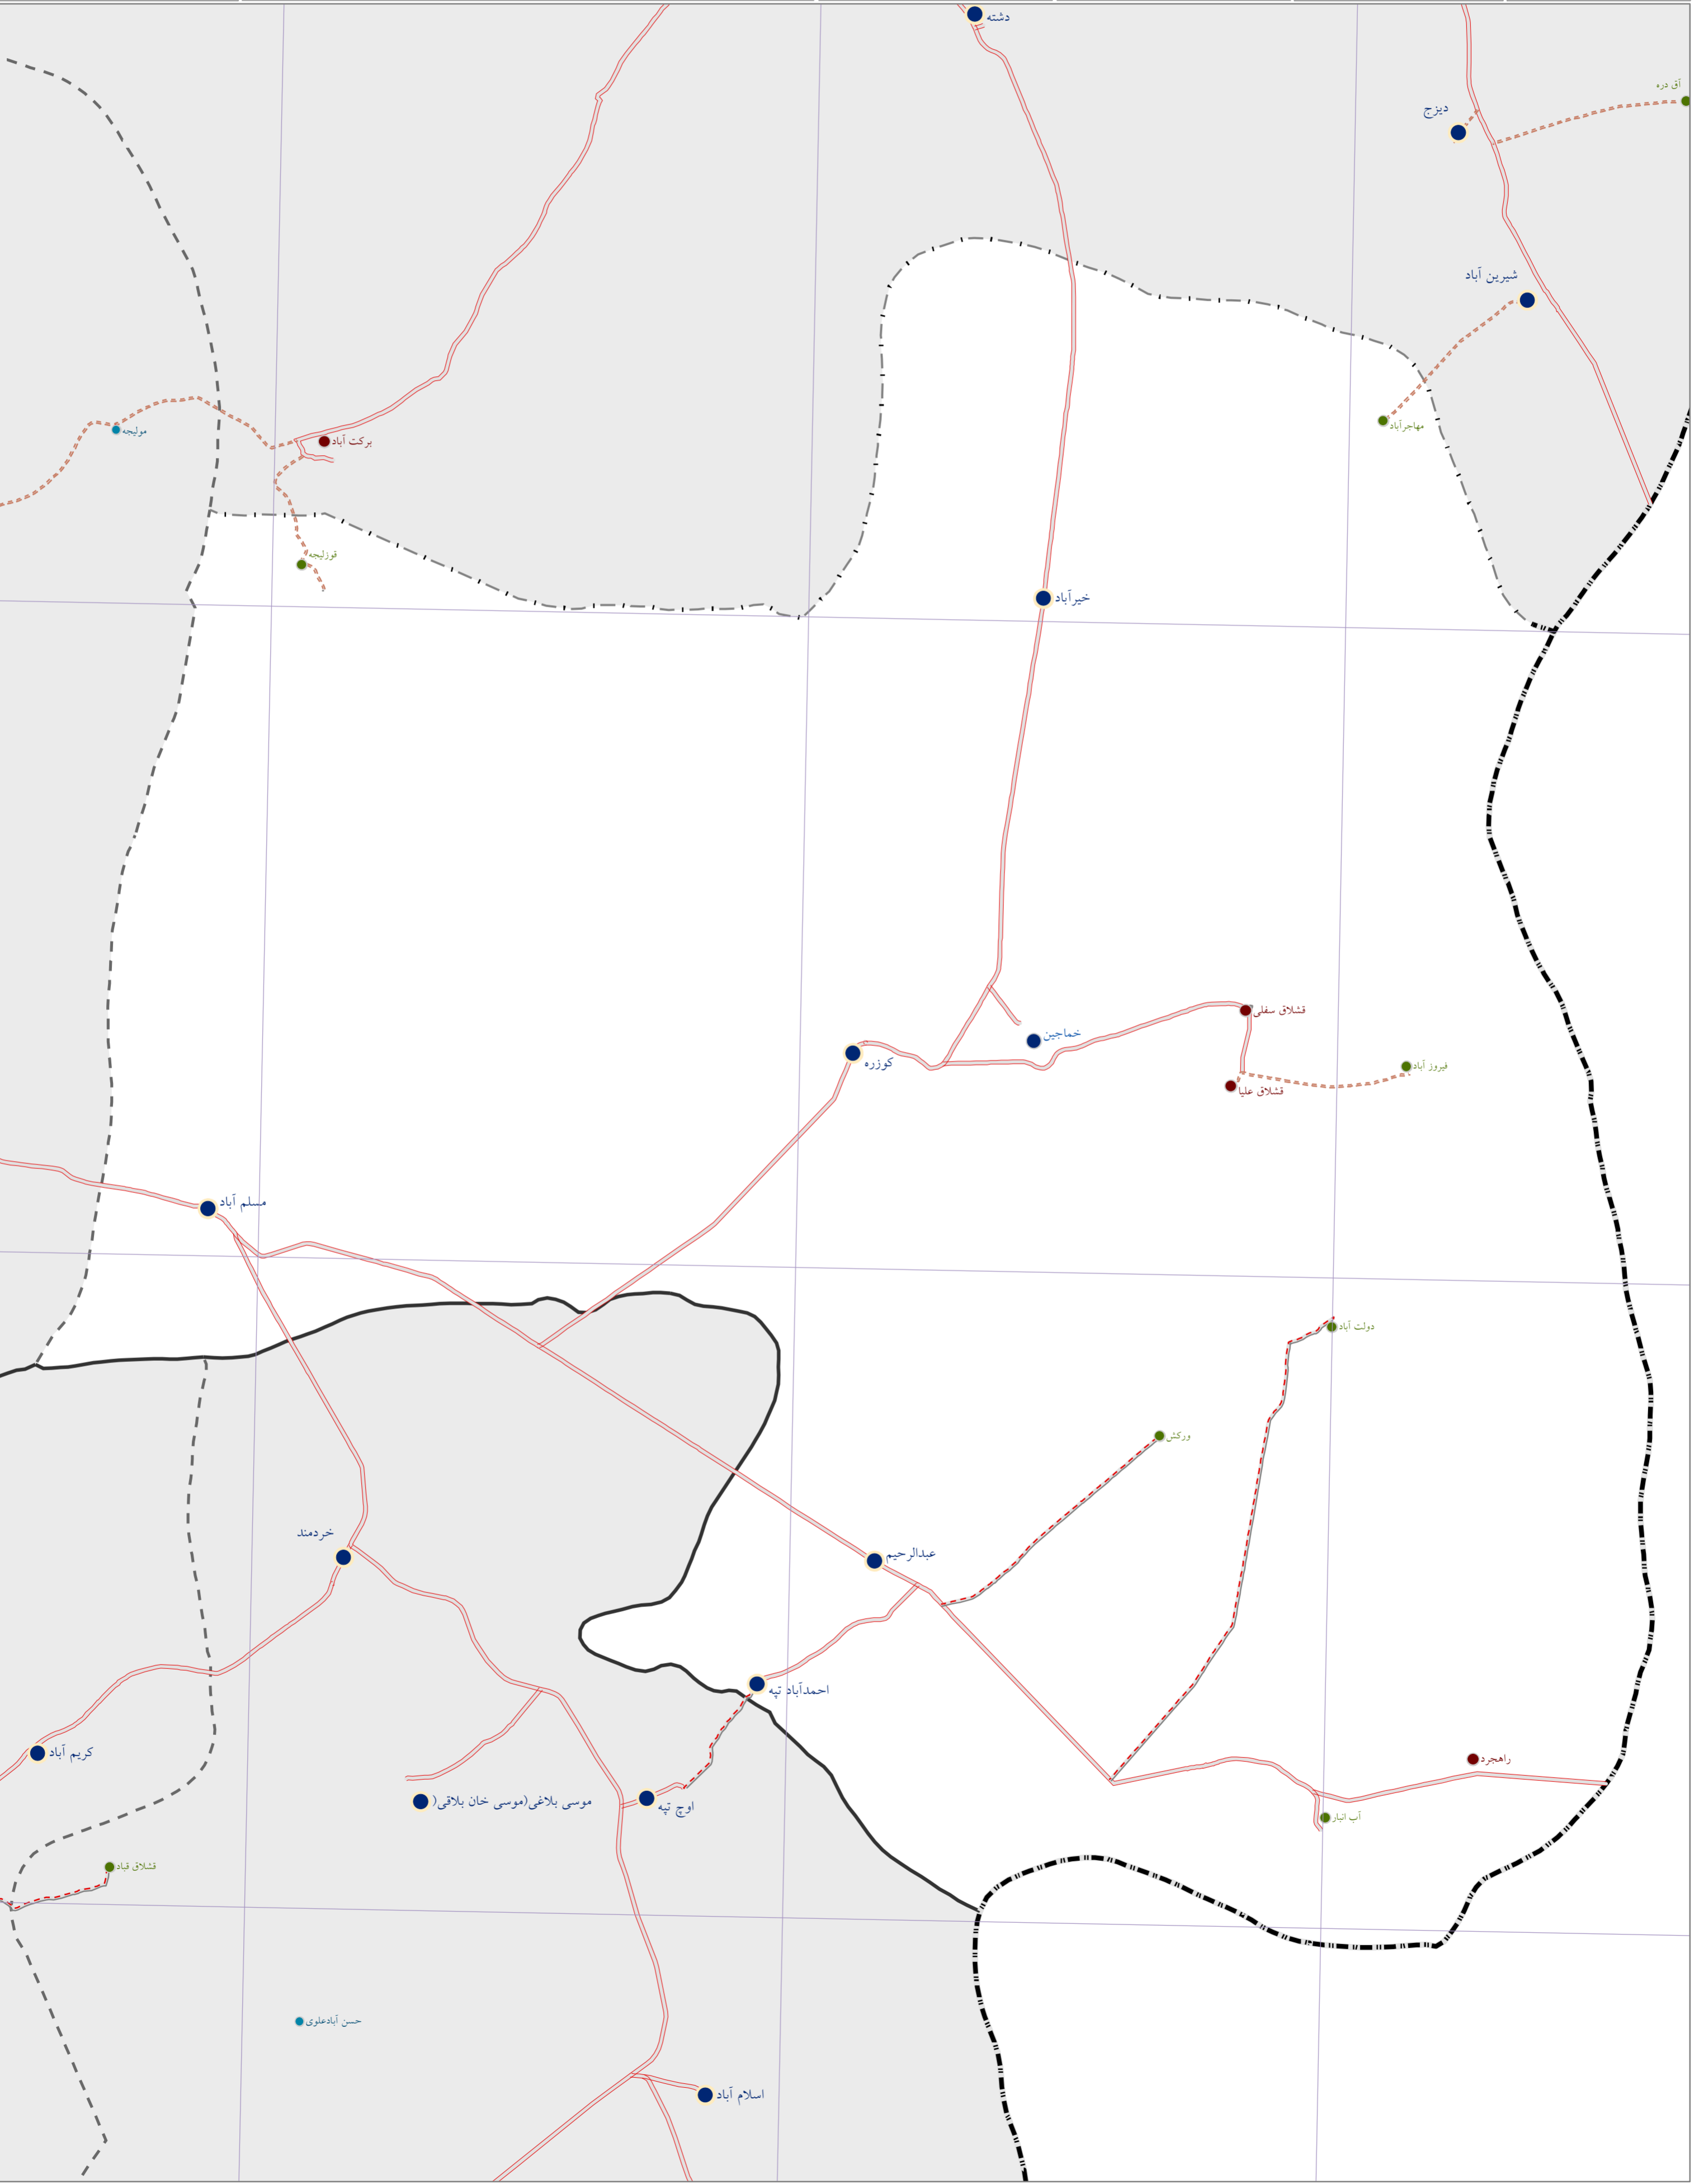 دشته
آق دره
دیزج
شیرین آباد
مهاجرآباد
مولیجه
برکت آباد
قوزلیجه
خیرآباد
قشلاق سفلی
خماجین
کوزره
فیروز آباد
قشلاق علیا
مسلم آباد
دولت آباد
ورکش
خردمند
عبدالرحیم
احمدآباد تپه
کریم آباد
راهجرد
موسی بلاغی(موسی خان بلاقی(
اوچ تپه
آب انبار
قشلاق قباد
حسن آبادعلوی
اسلام آباد